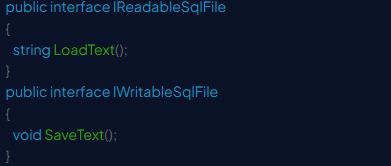 public interface IReadableSqlFile
{
string LoadText();
}
public interface IWritableSqlFile
{
void SaveText();
}